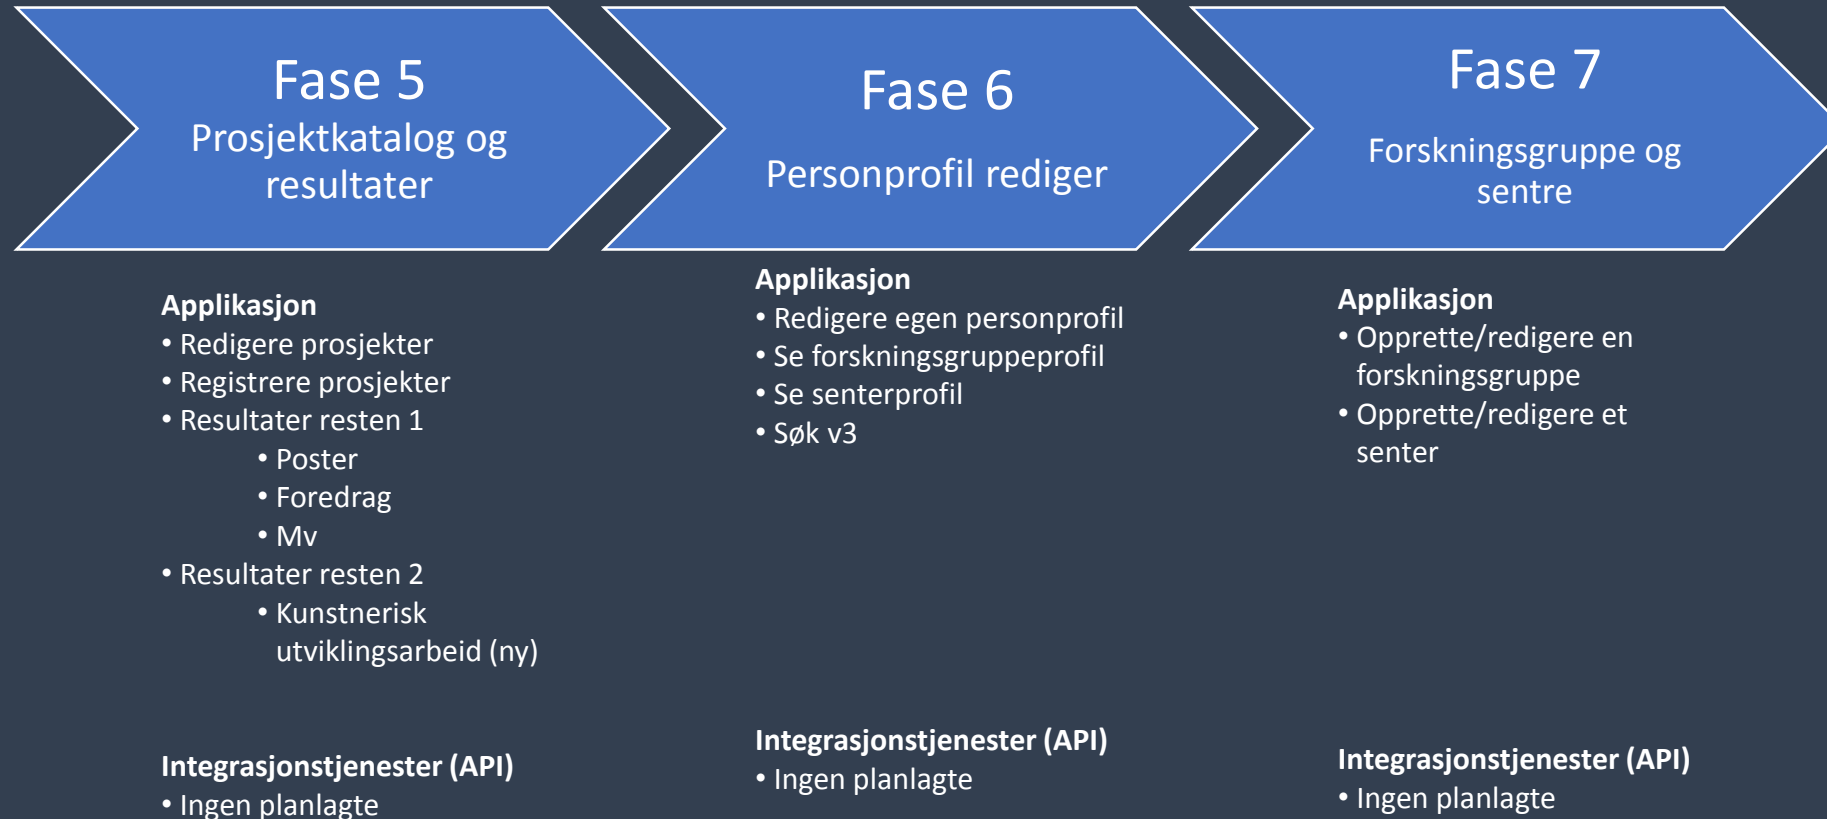 Fase 5
Prosjektkatalog og
resultater
Applikasjon
• Redigere prosjekter
• Registrere prosjekter
• Resultater resten 1
• Poster
• Foredrag
• Mv
• Resultater resten 2
• Kunstnerisk
utviklingsarbeid (ny)
Integrasjonstjenester (API)
• Ingen planlagte
Fase 6
Personprofil rediger
Applikasjon
• Redigere egen personprofil
• Se forskningsgruppeprofil
• Se senterprofil
• Søk v3
Integrasjonstjenester (API)
• Ingen planlagte
Fase 7
Forskningsgruppe og
sentre
Applikasjon
• Opprette/redigere en
forskningsgruppe
• Opprette/redigere et
senter
Integrasjonstjenester (API)
• Ingen planlagte